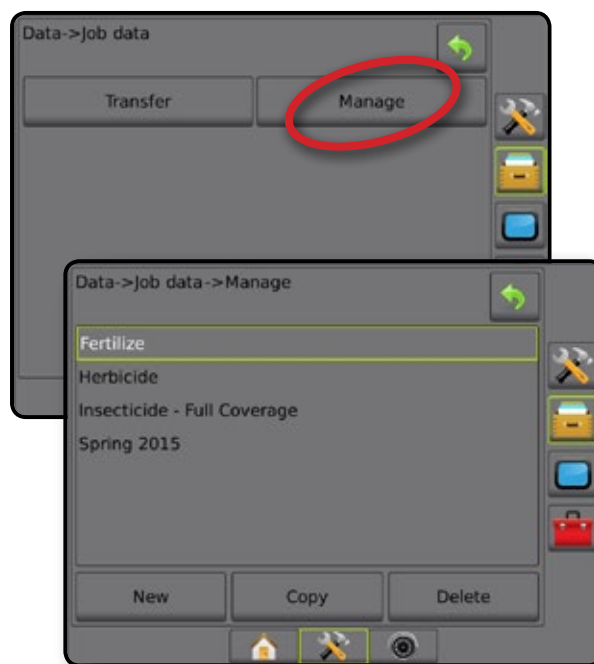 Data->Job data
Transfer Manage
Data->Job data->Manage
Fertilize
Herbicide
Insecticide - Full Coverage
Spring 2015
New Copy Delete